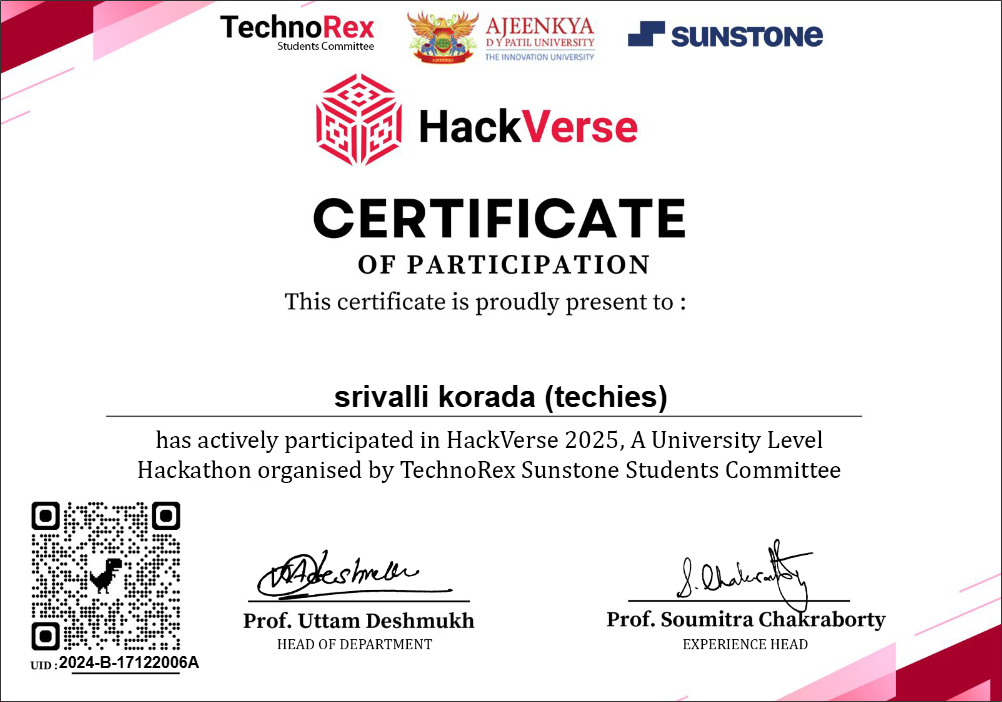 TechnoRex
Students Committee
AJEENKYA
D Y PATIL UNIVERSITY
THE INNOVATION UNIVERSITY
AJEENKYA
SUNSTONE
HackVerse
CERTIFICATE
OF PARTICIPATION
This certificate is proudly present to :
srivalli korada (techies)
has actively participated in HackVerse 2025, A University Level
Hackathon organised by TechnoRex Sunstone Students Committee
Prof. Uttam Deshmukh
HEAD OF DEPARTMENT
Prof. Soumitra Chakraborty
EXPERIENCE HEAD
UID : 2024-B-17122006A